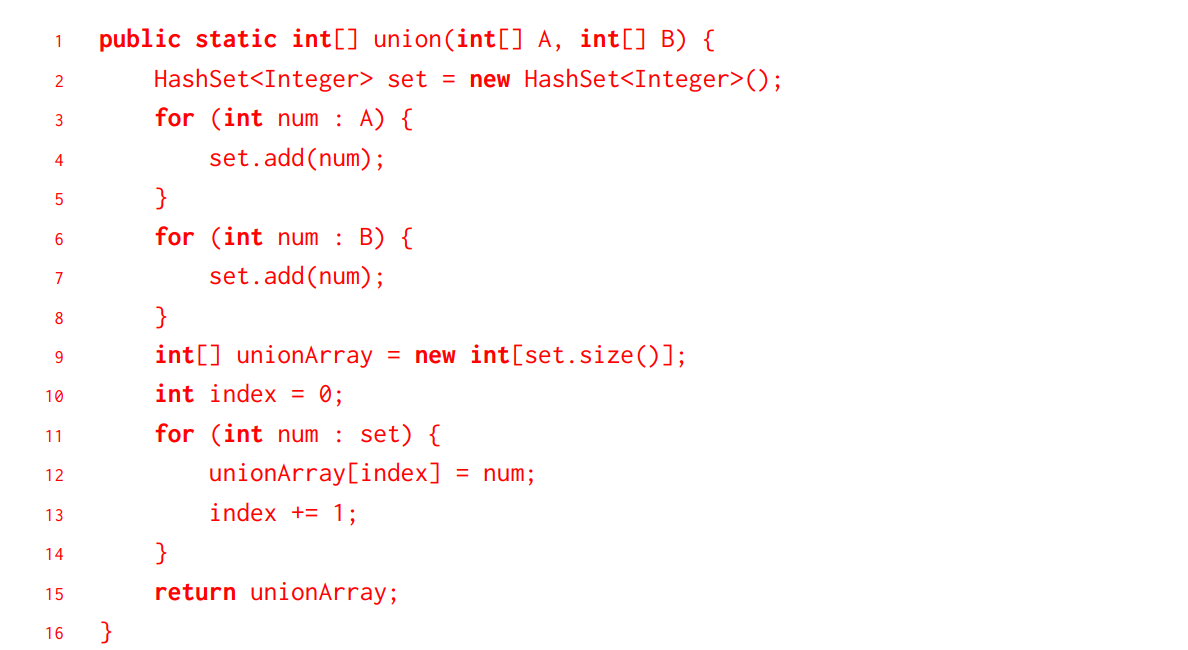 1 public static int[] union(int[] A, int[] B) {
2     HashSet<Integer> set = new HashSet<Integer>();
3     for (int num : A) {
4         set.add(num);
5     }
6     for (int num : B) {
7         set.add(num);
8     }
9     int[] unionArray = new int[set.size()];
10     int index = 0;
11     for (int num : set) {
12         unionArray[index] = num;
13         index += 1;
14     }
15     return unionArray;
16 }